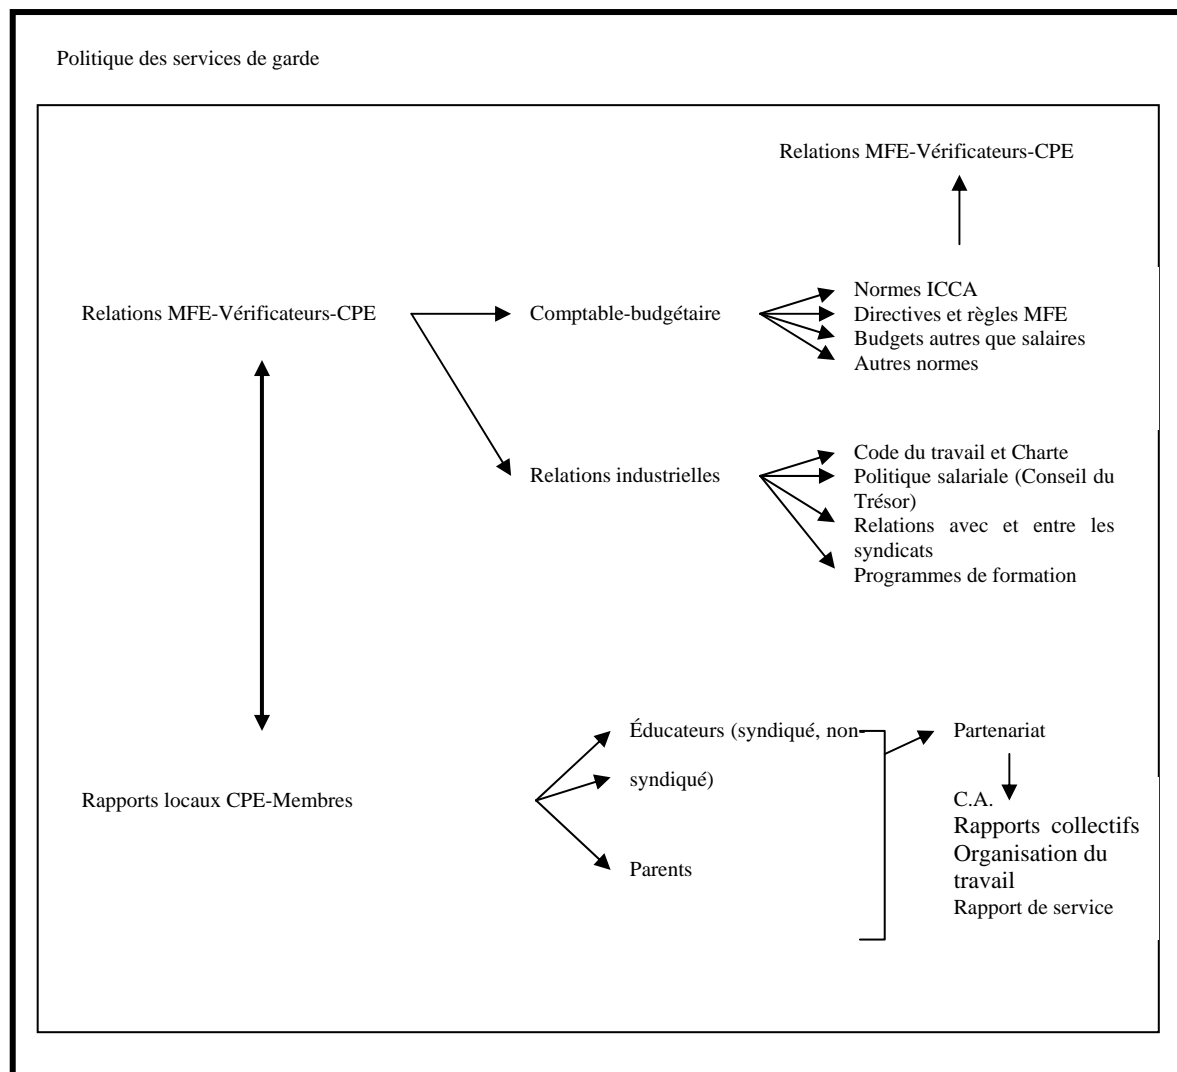 Politique des services de garde
Relations MFE-Vérificateurs-CPE
Relations MFE-Vérificateurs-CPE
Comptable-budgétaire
Normes ICCA
Directives et règles MFE
Budgets autres que salaires
Autres normes
Relations industrielles
Code du travail et Charte
Politique salariale (Conseil du
Trésor)
Relations avec et entre les
syndicats
Programmes de formation
Rapports locaux CPE-Membres
Éducateurs (syndiqué, non-
syndiqué)
Parents
Partenariat
C.A.
Rapports collectifs
Organisation du
travail
Rapport de service